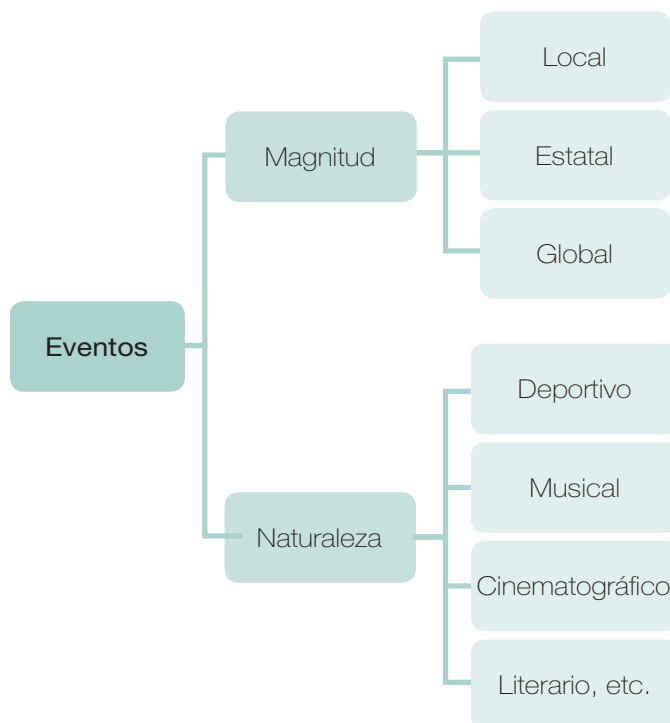 Eventos
Magnitud
Local
Estatal
Global
Naturaleza
Deportivo
Musical
Cinematográfico
Literario, etc.